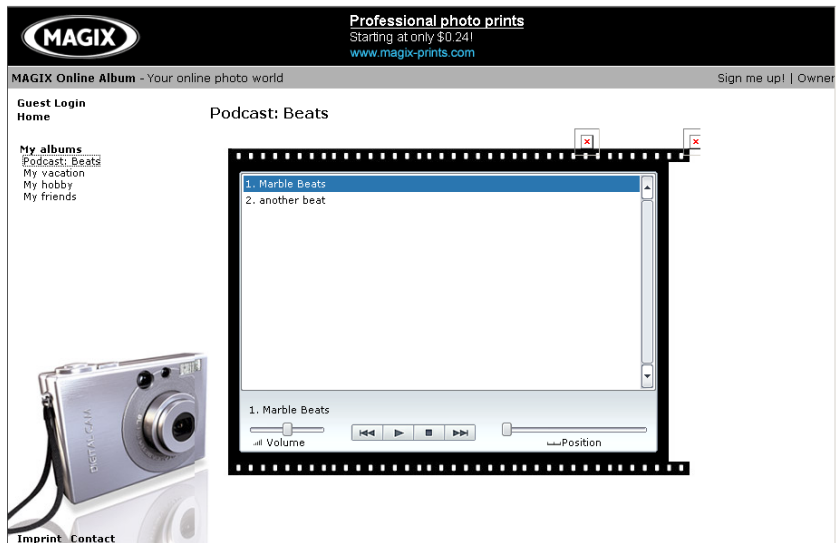 MAGIX
Professional photo prints
Starting at only $0.24!
www.magix-prints.com
MAGIX Online Album - Your online photo world
Sign me up! | Owner
Guest Login
Home
My albums
Podcast: Beats
My vacation
My hobby
My friends
Podcast: Beats
1. Marble Beats
2. another beat
1. Marble Beats
Volume
Position
DIGITAL CAM
Imprint Contact